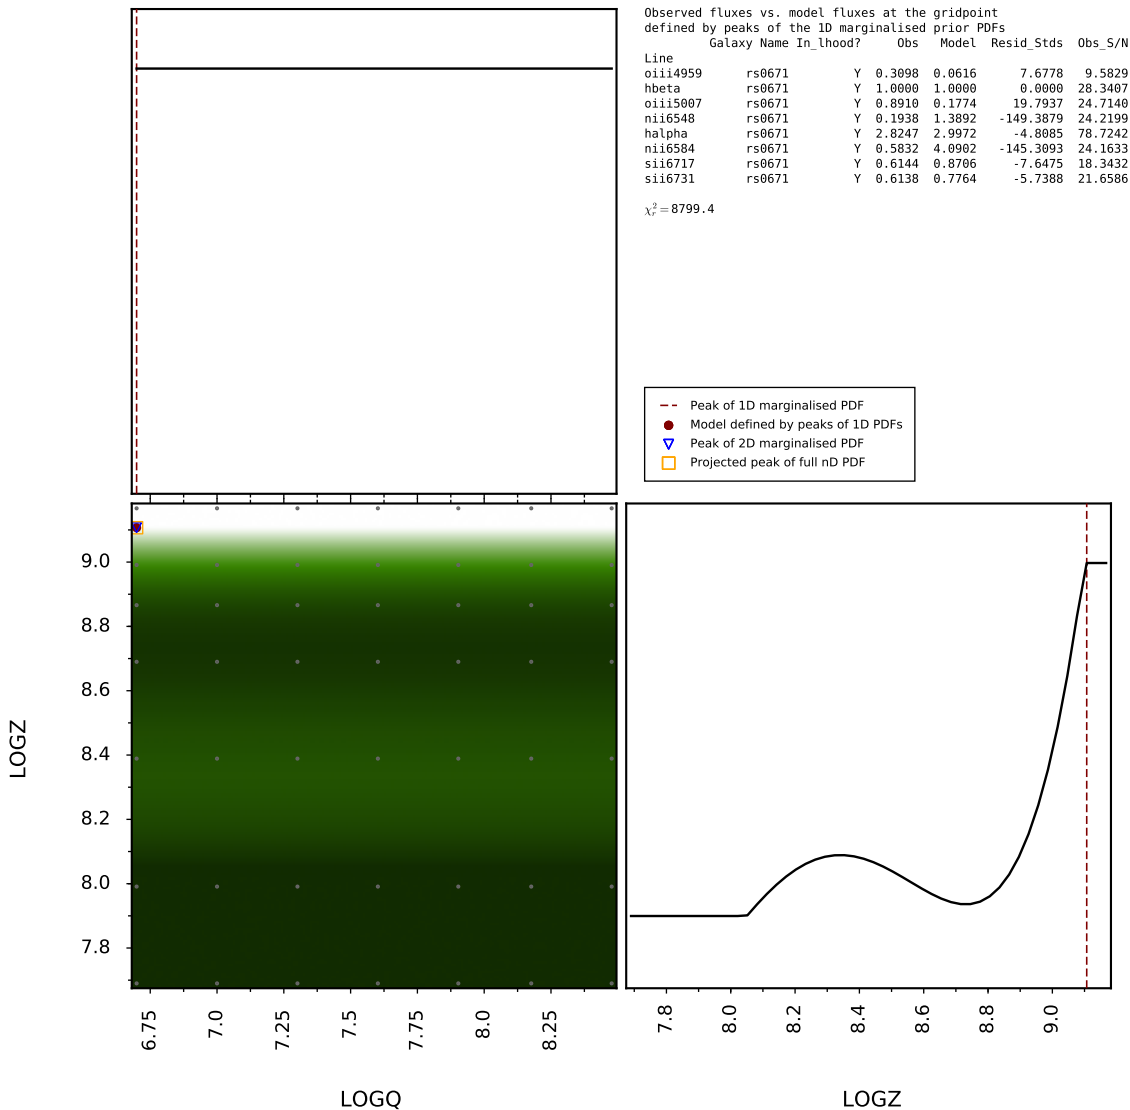 Observed fluxes vs. model fluxes at the gridpoint
defined by peaks of the 1D marginalised prior PDFs
Galaxy Name In_lhood? Obs Model Resid_Stds Obs_S/N
Line
oiii4959 rs0671 Y 0.3098 0.0616 7.6778 9.5829
hbeta rs0671 Y 1.0000 1.0000 0.0000 28.3407
oiii5007 rs0671 Y 0.8910 0.1774 19.7937 24.7140
nii6548 rs0671 Y 0.1938 1.3892 -149.3879 24.2199
halpha rs0671 Y 2.8247 2.9972 -4.8085 78.7242
nii6584 rs0671 Y 0.5832 4.0902 -145.3093 24.1633
sii6717 rs0671 Y 0.6144 0.8706 -7.6475 18.3432
sii6731 rs0671 Y 0.6138 0.7764 -5.7388 21.6586
χ²ᵣ = 8799.4
Peak of 1D marginalised PDF
Model defined by peaks of 1D PDFs
Peak of 2D marginalised PDF
Projected peak of full nD PDF
LOGZ
9.0
8.8
8.6
8.4
8.2
8.0
7.8
6.75 7.0 7.25 7.5 7.75 8.0 8.25
LOGQ
7.8 8.0 8.2 8.4 8.6 8.8 9.0
LOGZ